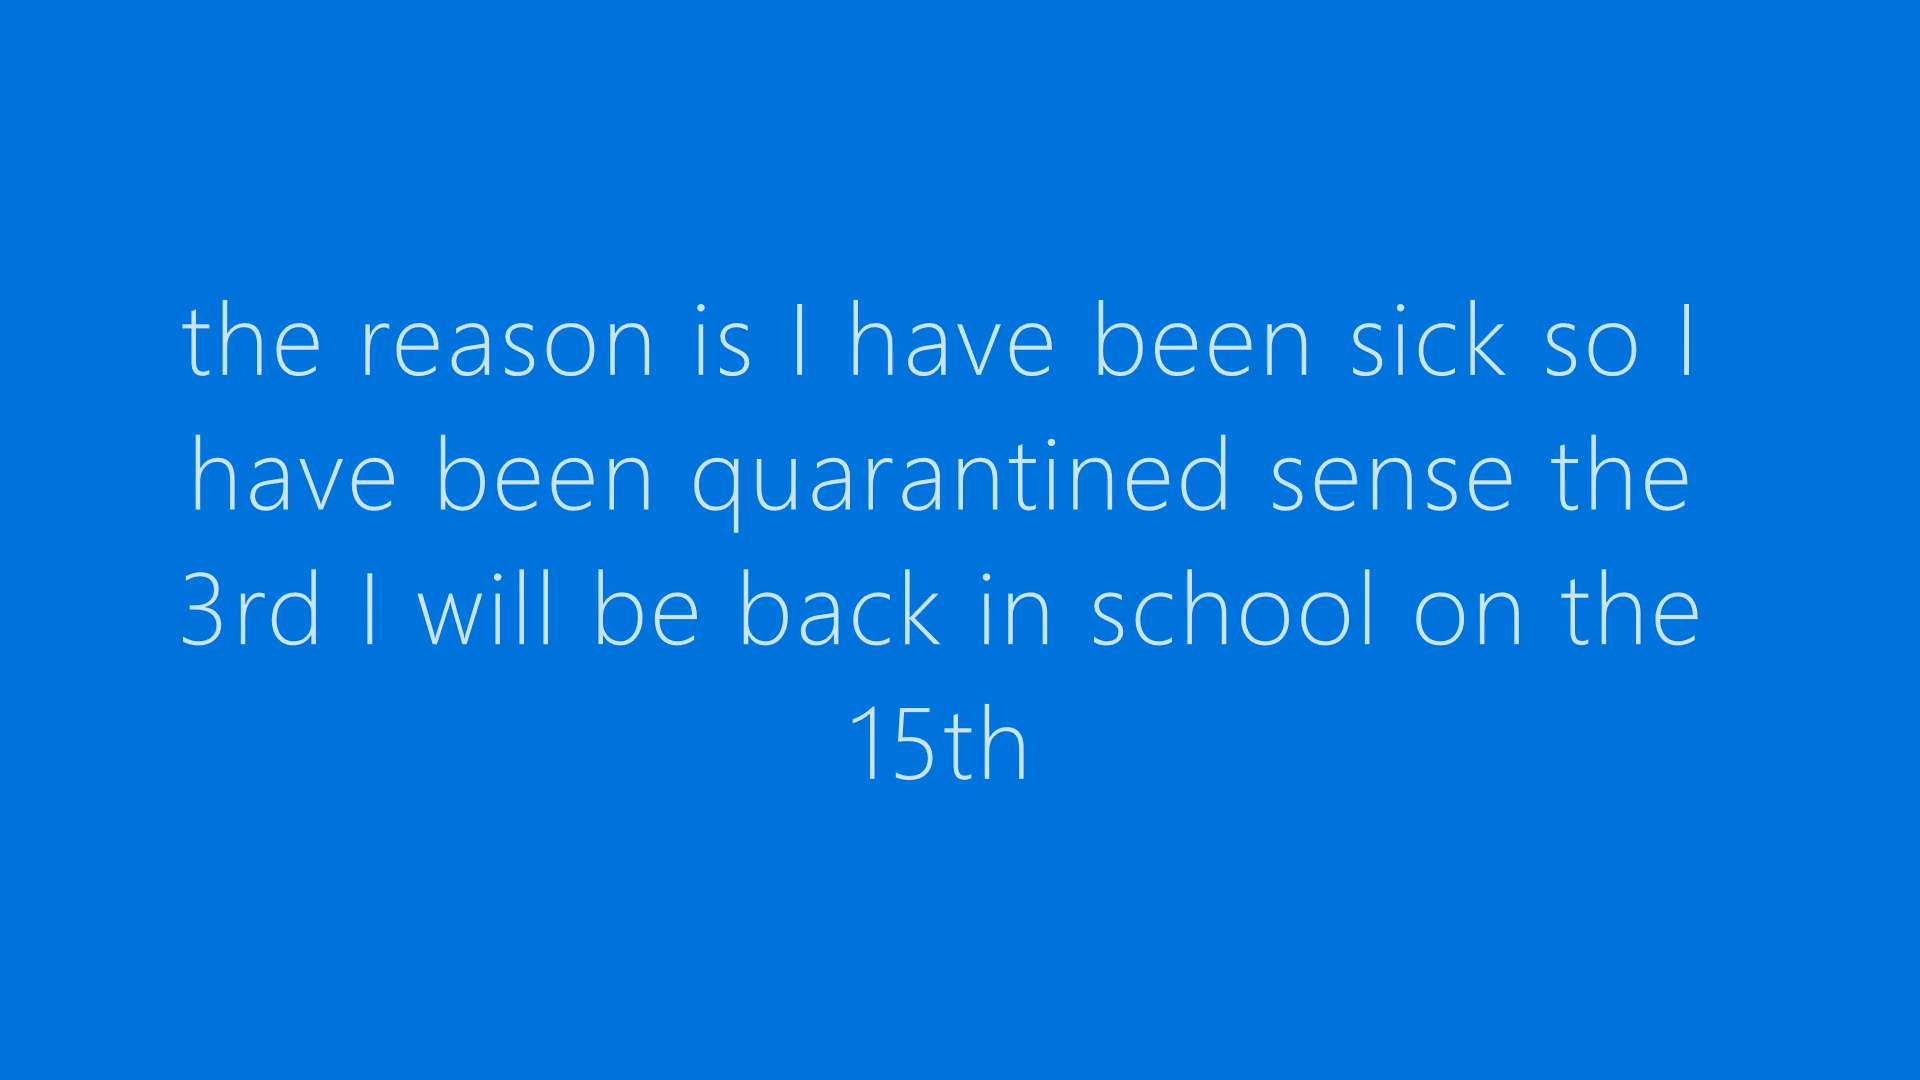 the reason is I have been sick so I
have been quarantined sense the
3rd I will be back in school on the
15th